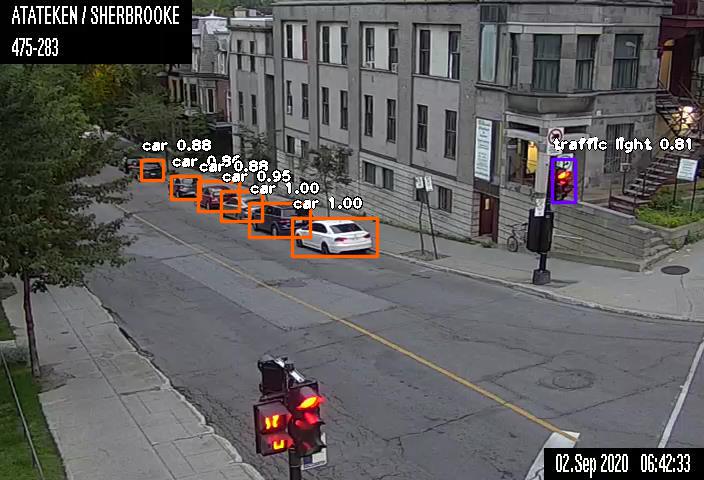 ATATEKEN / SHERBROOKE
475-283
traffic light 0.81
car 0.88
car 0.86
car 0.88
car 0.95
car 1.00
car 1.00
02.Sep 2020 06:42:33